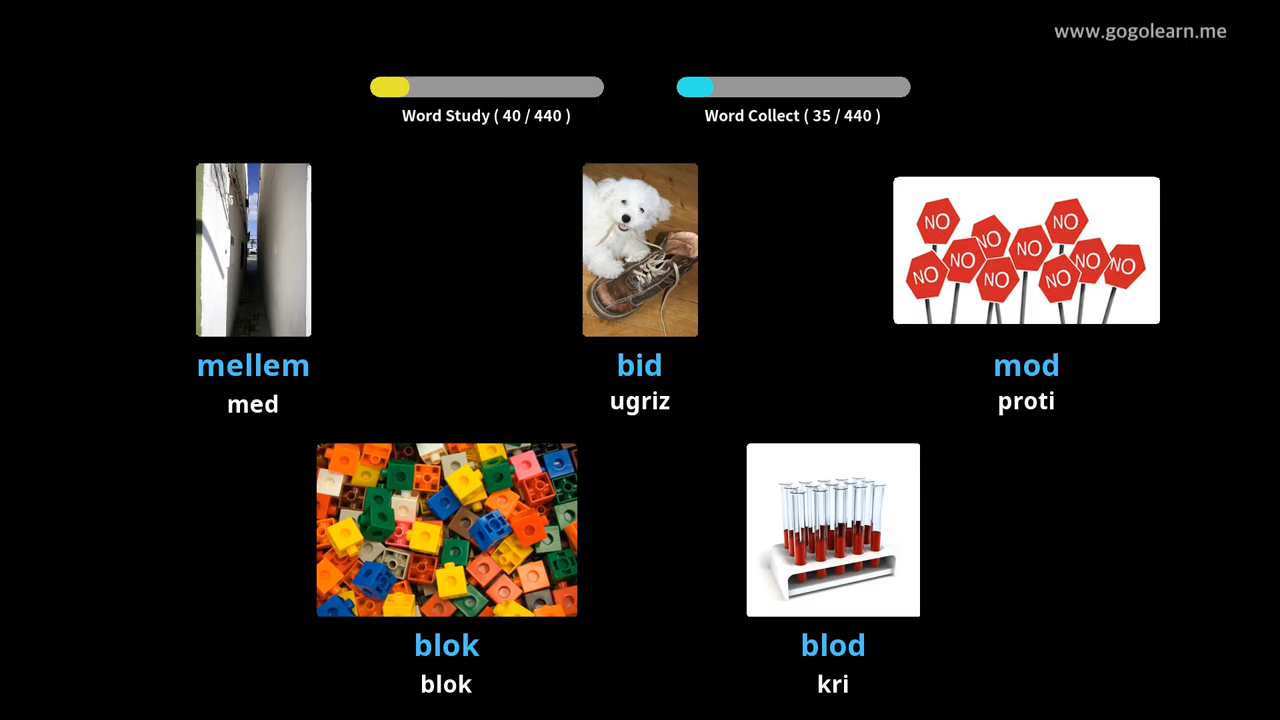 www.gogolearn.me
Word Study ( 40 / 440 )
Word Collect ( 35 / 440 )
NO
NO
NO
NO
NO
NO
NO
NO
NO
NO
mellem
med
bid
ugriz
mod
proti
blok
blok
blod
kri